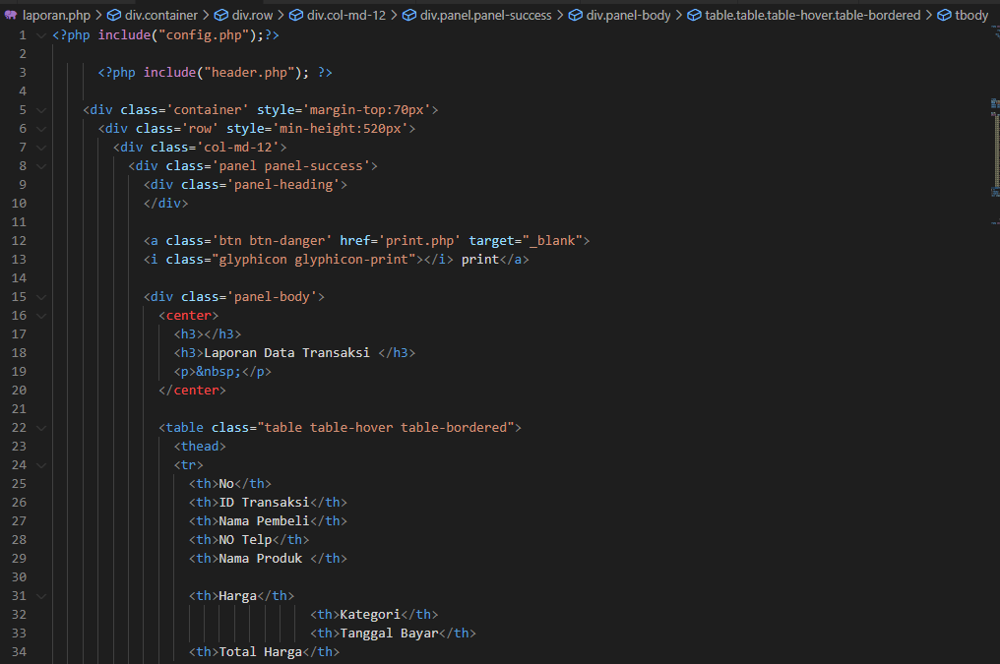 laporan.php > div.container > div.row > div.col-md-12 > div.panel.panel-success > div.panel-body > table.table.table-hover.table-bordered > tbody
1 <?php include("config.php");?>
2
3 <?php include("header.php"); ?>
4
5 <div class='container' style='margin-top:70px'>
6 <div class='row' style='min-height:520px'>
7 <div class='col-md-12'>
8 <div class='panel panel-success'>
9 <div class='panel-heading'>
10 </div>
11
12 <a class='btn btn-danger' href='print.php' target="_blank">
13 <i class="glyphicon glyphicon-print"></i> print</a>
14
15 <div class='panel-body'>
16 <center>
17 <h3></h3>
18 <h3>Laporan Data Transaksi </h3>
19 <p>&nbsp;</p>
20 </center>
21
22 <table class="table table-hover table-bordered">
23 <thead>
24 <tr>
25 <th>No</th>
26 <th>ID Transaksi</th>
27 <th>Nama Pembeli</th>
28 <th>NO Telp</th>
29 <th>Nama Produk </th>
30
31 <th>Harga</th>
32 <th>Kategori</th>
33 <th>Tanggal Bayar</th>
34 <th>Total Harga</th>